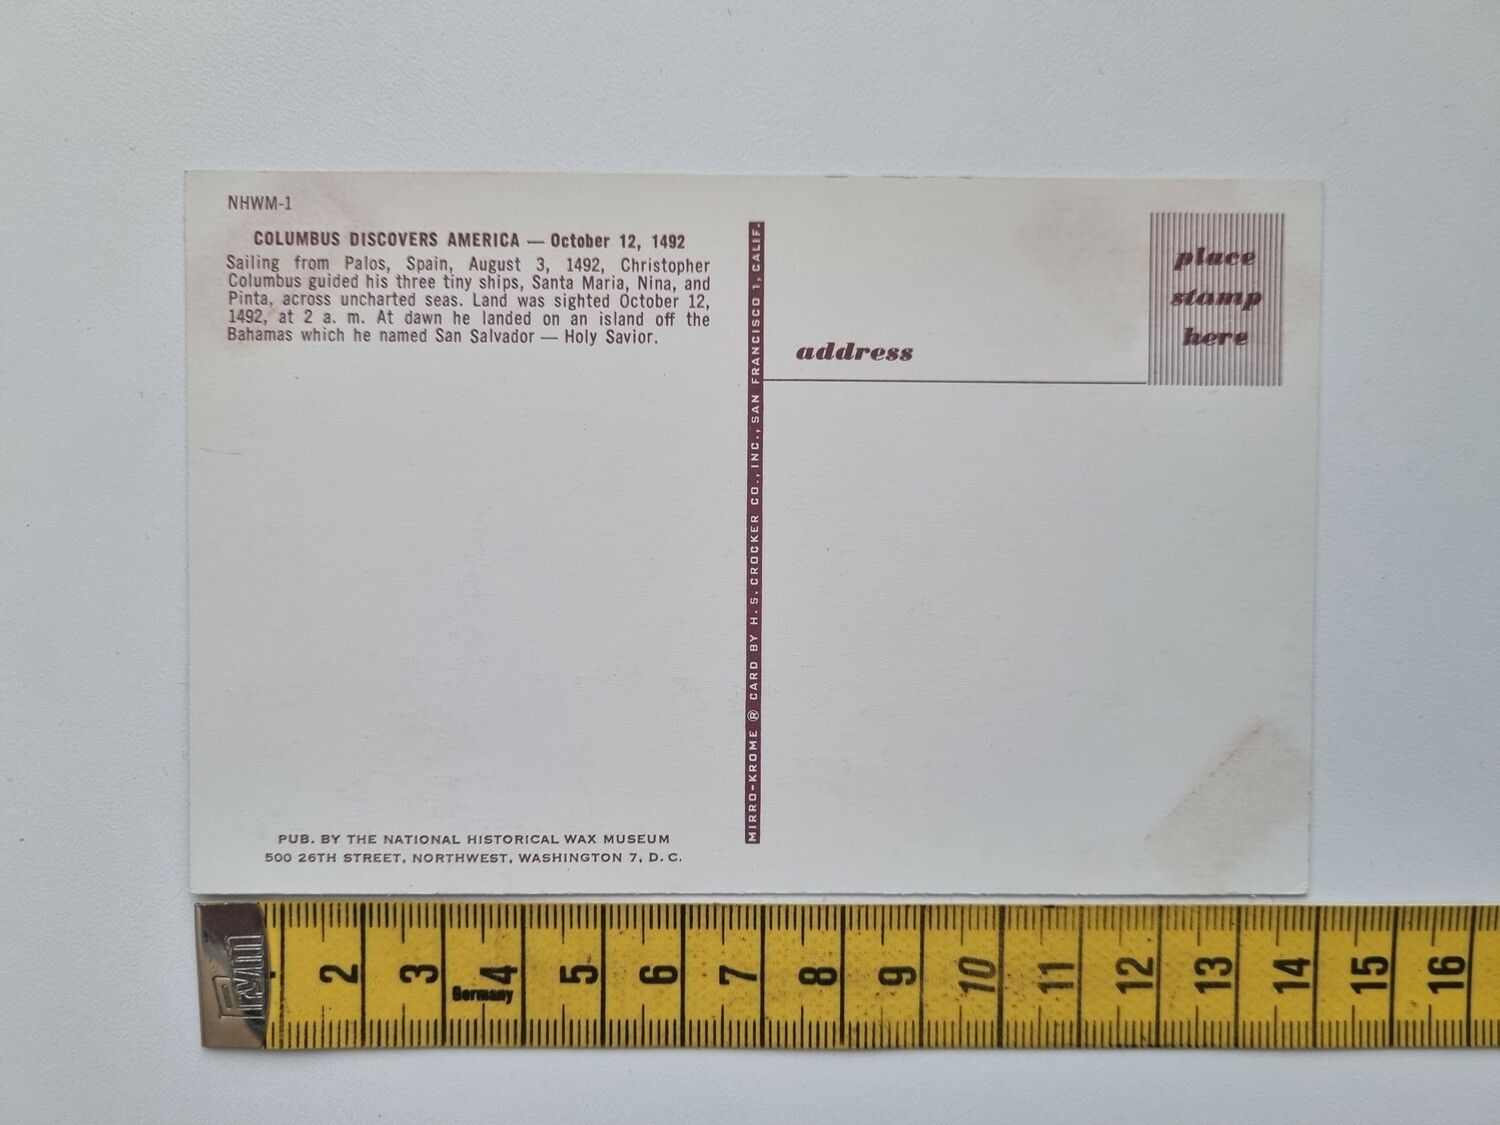 NHWM-1
COLUMBUS DISCOVERS AMERICA — October 12, 1492
Sailing from Palos, Spain, August 3, 1492, Christopher
Columbus guided his three tiny ships, Santa Maria, Nina, and
Pinta, across uncharted seas. Land was sighted October 12,
1492, at 2 a. m. At dawn he landed on an island off the
Bahamas which he named San Salvador — Holy Savior.
PUB. BY THE NATIONAL HISTORICAL WAX MUSEUM
500 26TH STREET, NORTHWEST, WASHINGTON 7, D. C.
MIRRO-KROME ® CARD BY H. S. CROCKER CO., INC., SAN FRANCISCO 1, CALIF.
address
place
stamp
here
Prym
2 3 4 5 6 7 8 9 10 11 12 13 14 15 16
Germany